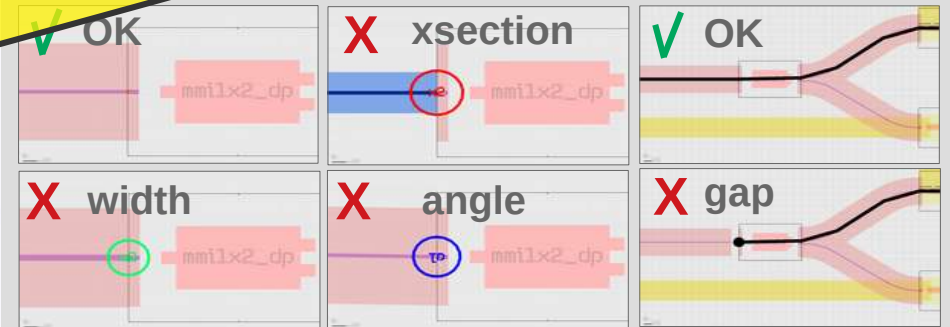 √ OK
X xsection
√ OK
mmi1x2_dp
mmi1x2_dp
X width
X angle
X gap
mmi1x2_dp
mmi1x2_dp